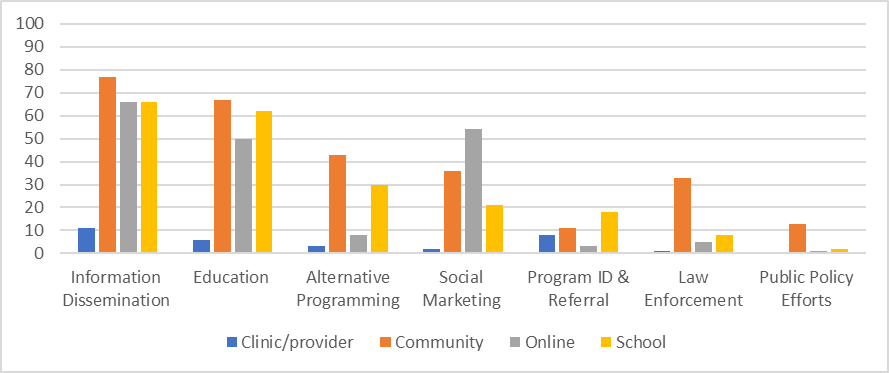 100
90
80
70
60
50
40
30
20
10
0
Information
Dissemination
Education
Alternative
Programming
Social
Marketing
Program ID &
Referral
Law
Enforcement
Public Policy
Efforts
Clinic/provider Community Online School